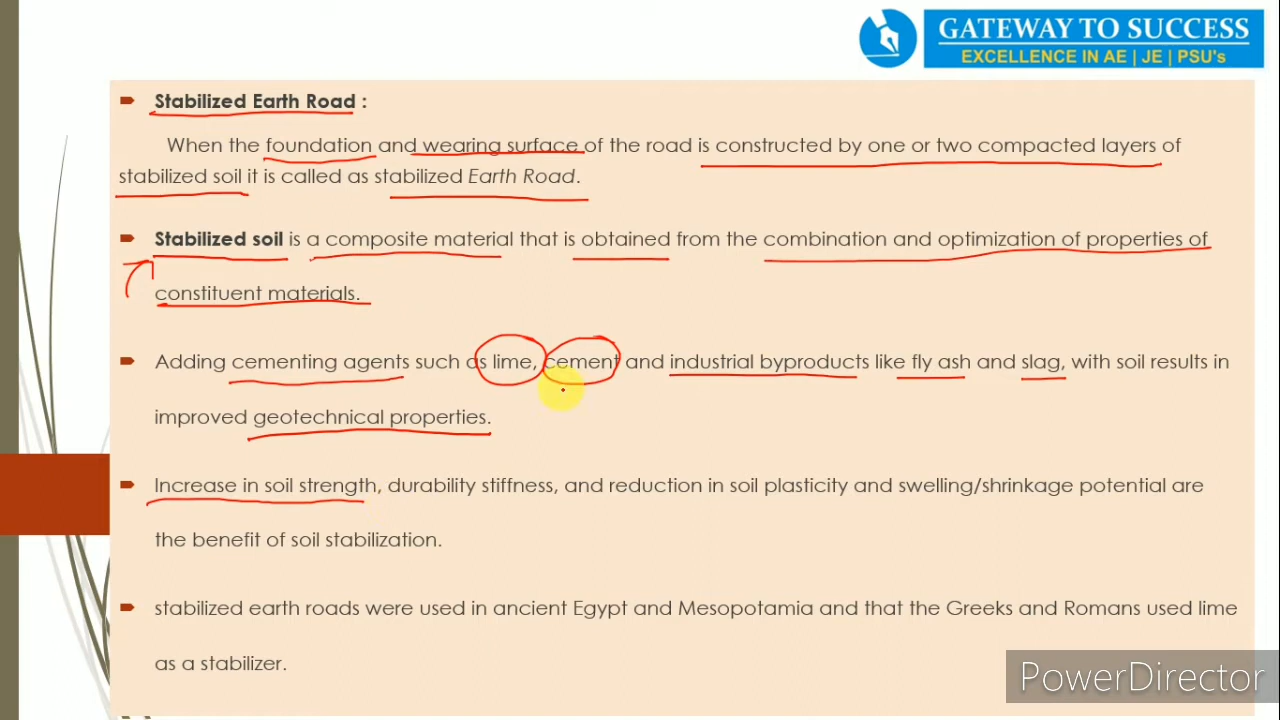 GATEWAY TO SUCCESS
EXCELLENCE IN AE | JE | PSU's
Stabilized Earth Road :
When the foundation and wearing surface of the road is constructed by one or two compacted layers of
stabilized soil it is called as stabilized Earth Road.
Stabilized soil is a composite material that is obtained from the combination and optimization of properties of
constituent materials.
Adding cementing agents such as lime, cement and industrial byproducts like fly ash and slag, with soil results in
improved geotechnical properties.
Increase in soil strength, durability stiffness, and reduction in soil plasticity and swelling/shrinkage potential are
the benefit of soil stabilization.
stabilized earth roads were used in ancient Egypt and Mesopotamia and that the Greeks and Romans used lime
as a stabilizer.
PowerDirector